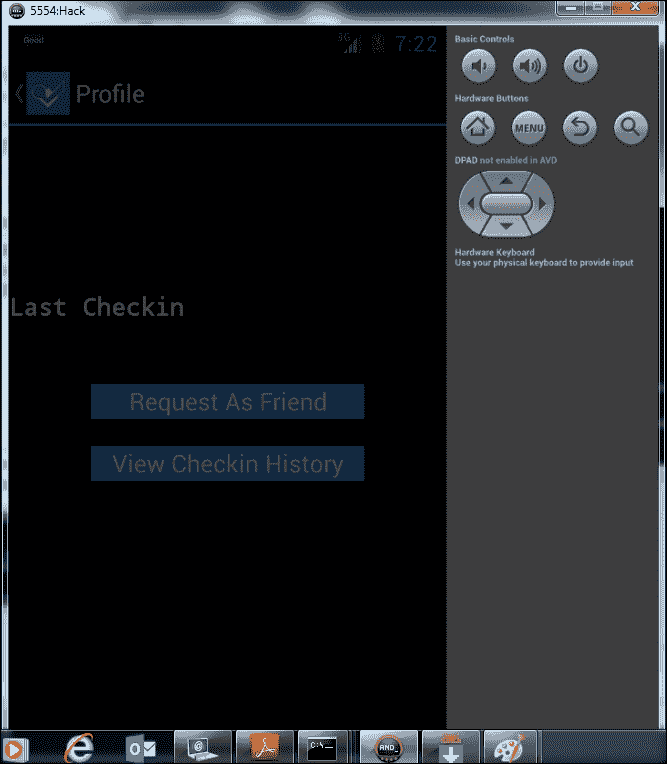 5554:Hack
Good
3G 7:22
Profile
Last Checkin
Request As Friend
View Checkin History
Basic Controls
Hardware Buttons
MENU
DPAD not enabled in AVD
Hardware Keyboard
Use your physical keyboard to provide input
@
C:\
AND